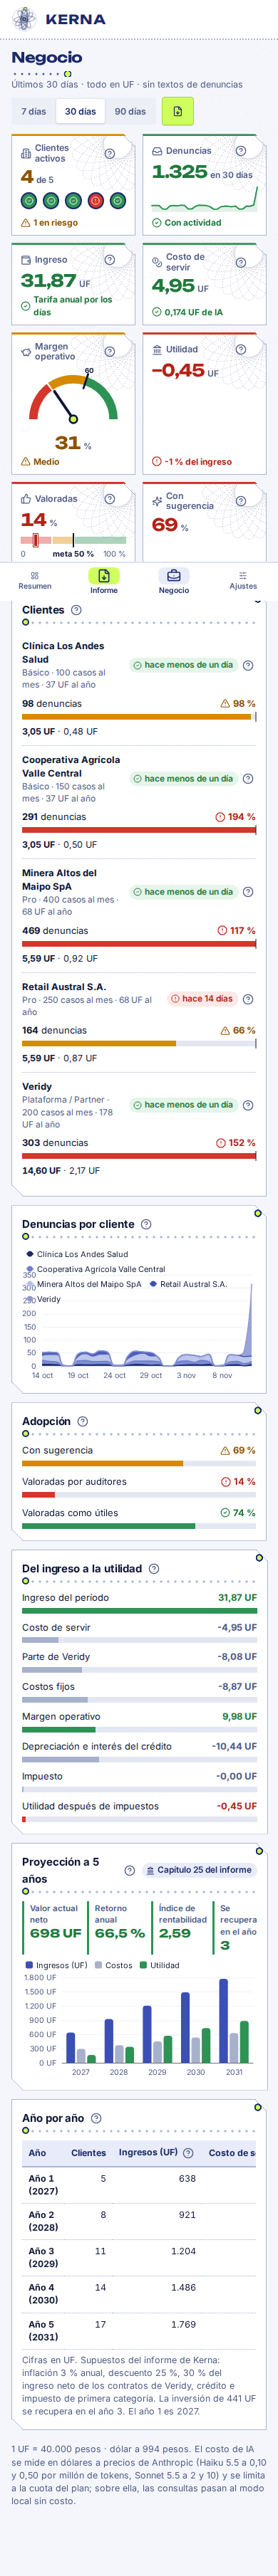 KERNA
Negocio
Últimos 30 días · todo en UF · sin textos de denuncias
7 días 30 días 90 días
Clientes activos
4 de 5
1 en riesgo
Denuncias
1.325 en 30 días
Con actividad
Ingreso
31,87 UF
Tarifa anual por los días
Costo de servir
4,95 UF
0,174 UF de IA
Margen operativo
60
31 %
Medio
Utilidad
-0,45 UF
-1 % del ingreso
Valoradas
14 %
0 meta 50 % 100 %
Con sugerencia
69 %
Resumen
Informe
Negocio
Ajustes
Clientes
Clínica Los Andes Salud
Básico · 100 casos al mes · 37 UF al año
hace menos de un día
98 denuncias
98 %
3,05 UF · 0,48 UF
Cooperativa Agrícola Valle Central
Básico · 150 casos al mes · 37 UF al año
hace menos de un día
291 denuncias
194 %
3,05 UF · 0,50 UF
Minera Altos del Maipo SpA
Pro · 400 casos al mes · 68 UF al año
hace menos de un día
469 denuncias
117 %
5,59 UF · 0,92 UF
Retail Austral S.A.
Pro · 250 casos al mes · 68 UF al año
hace 14 días
164 denuncias
66 %
5,59 UF · 0,87 UF
Veridy
Plataforma / Partner · 200 casos al mes · 178 UF al año
hace menos de un día
303 denuncias
152 %
14,60 UF · 2,17 UF
Denuncias por cliente
Clínica Los Andes Salud
Cooperativa Agrícola Valle Central
Minera Altos del Maipo SpA Retail Austral S.A.
Veridy
350
300
250
200
150
100
50
0
14 oct 19 oct 24 oct 29 oct 3 nov 8 nov
Adopción
Con sugerencia 69 %
Valoradas por auditores 14 %
Valoradas como útiles 74 %
Del ingreso a la utilidad
Ingreso del período 31,87 UF
Costo de servir -4,95 UF
Parte de Veridy -8,08 UF
Costos fijos -8,87 UF
Margen operativo 9,98 UF
Depreciación e interés del crédito -10,44 UF
Impuesto -0,00 UF
Utilidad después de impuestos -0,45 UF
Proyección a 5 años
Capítulo 25 del informe
Valor actual neto
698 UF
Retorno anual
66,5 %
Índice de rentabilidad
2,59
Se recupera en el año
3
Ingresos (UF) Costos Utilidad
1.800 UF
1.500 UF
1.200 UF
900 UF
600 UF
300 UF
0 UF
2027 2028 2029 2030 2031
Año por año
Año Clientes Ingresos (UF) Costo de s
Año 1 (2027) 5 638
Año 2 (2028) 8 921
Año 3 (2029) 11 1.204
Año 4 (2030) 14 1.486
Año 5 (2031) 17 1.769
Cifras en UF. Supuestos del informe de Kerna:
inflación 3 % anual, descuento 25 %, 30 % del
ingreso neto de los contratos de Veridy, crédito e
impuesto de primera categoría. La inversión de 441 UF
se recupera en el año 3. El año 1 es 2027.
1 UF = 40.000 pesos · dólar a 994 pesos. El costo de IA
se mide en dólares a precios de Anthropic (Haiku 5.5 a 0,10
y 0,50 por millón de tokens, Sonnet 5.5 a 2 y 10) y se limita
a la cuota del plan; sobre ella, las consultas pasan al modo
local sin costo.